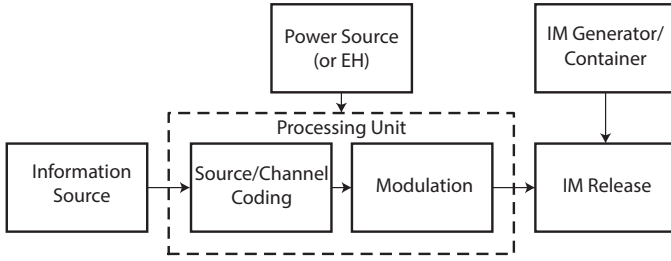 Power Source
(or EH)
IM Generator/
Container
Processing Unit
Information
Source
Source/Channel
Coding
Modulation
IM Release